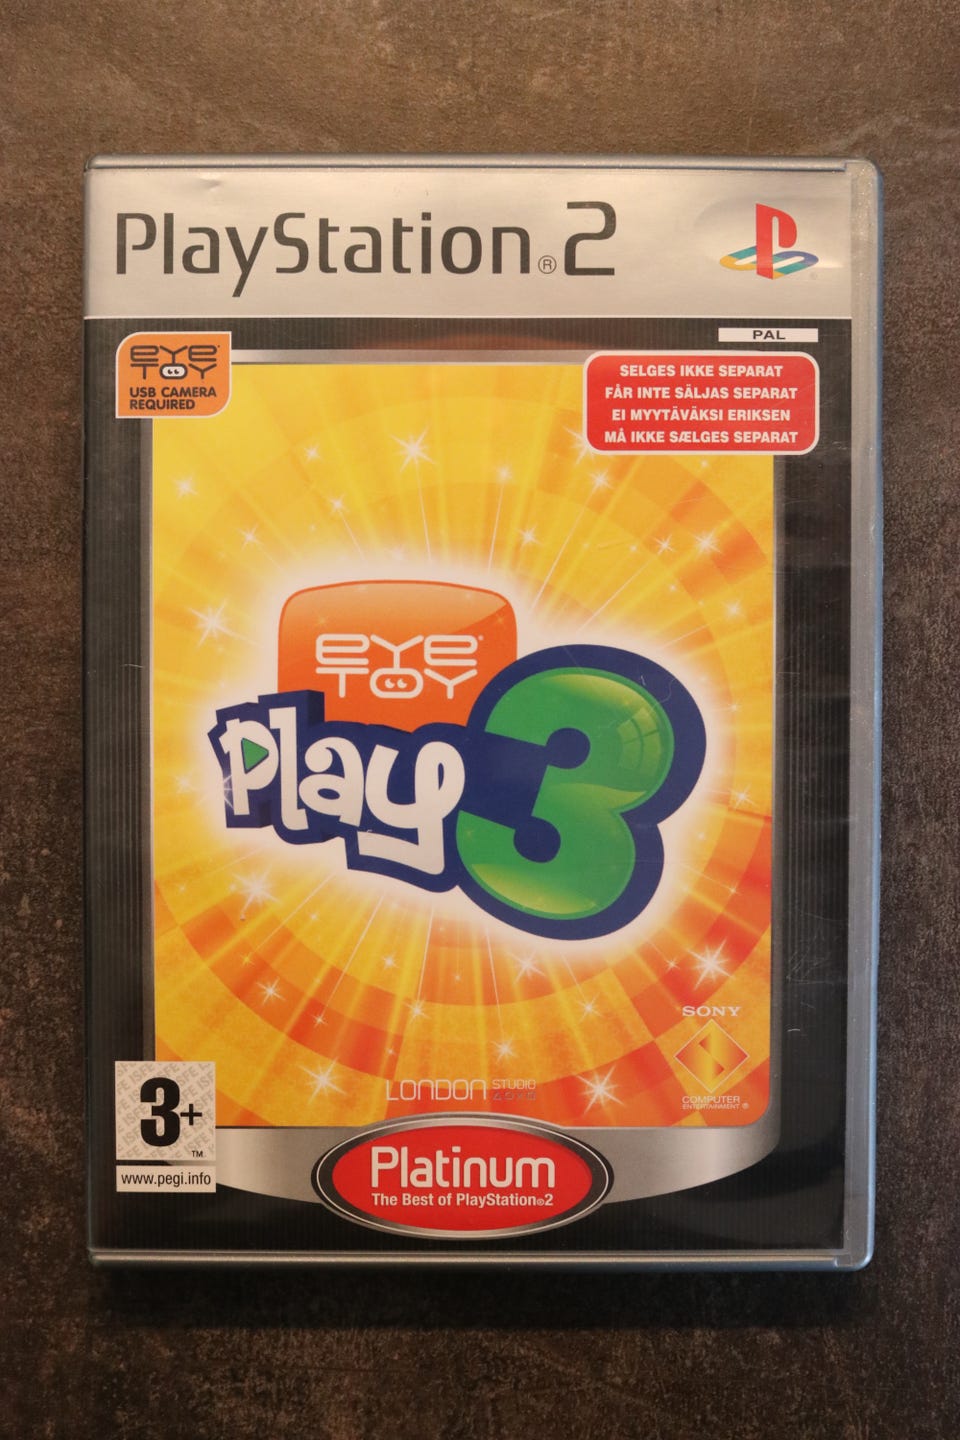 PlayStation®2
PAL
EYE
TOY
USB CAMERA
REQUIRED
SELGES IKKE SEPARAT
FÅR INTE SÄLJAS SEPARAT
EI MYYTÄVÄKSI ERIKSEN
MÅ IKKE SÆLGES SEPARAT
EYE
TOY
Play 3
SONY
COMPUTER
ENTERTAINMENT®
LONDON STUDIO
3+
TM
www.pegi.info
Platinum
The Best of PlayStation®2